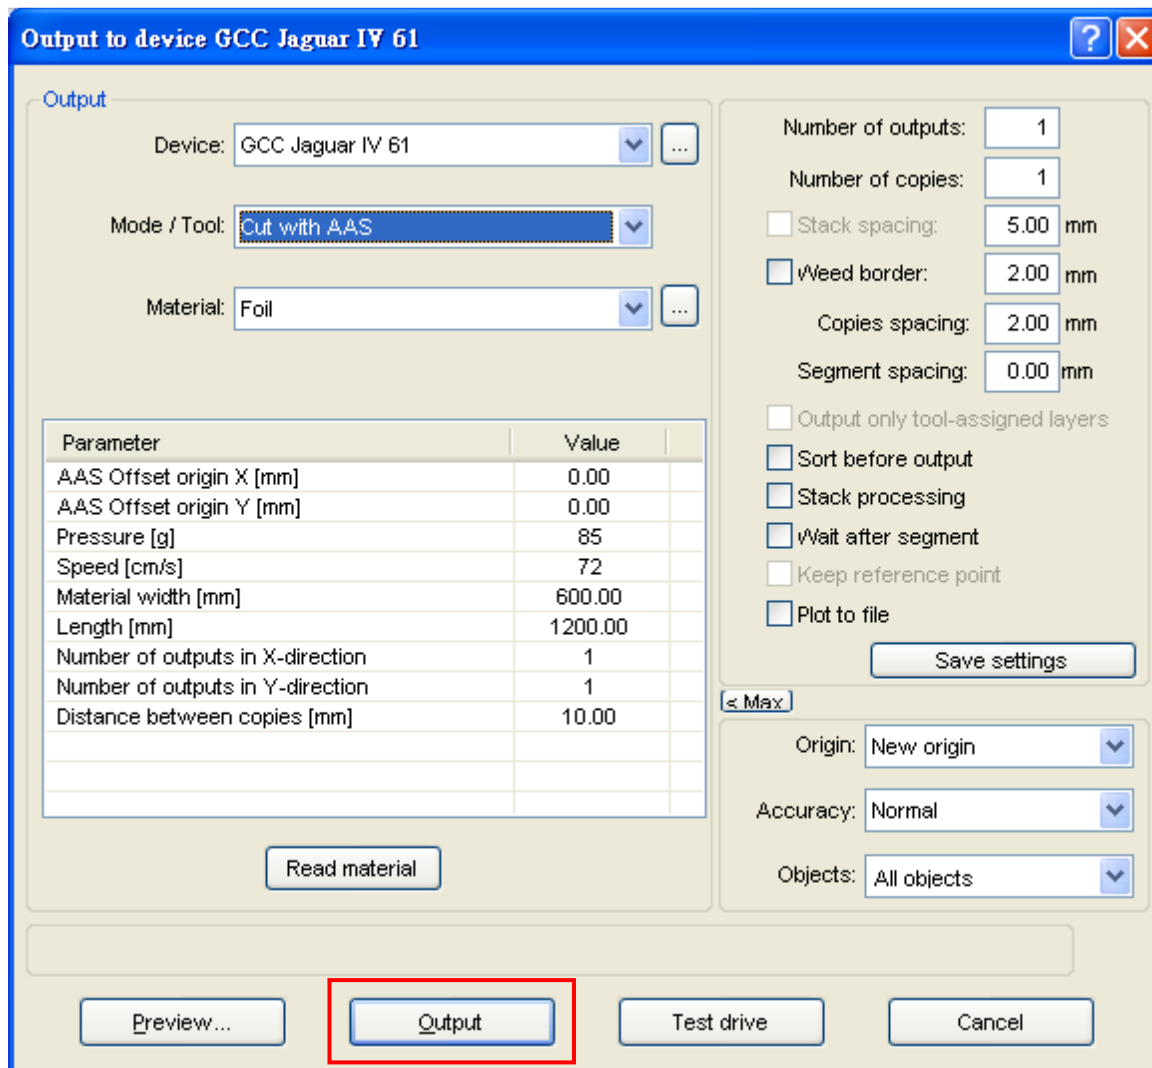 Output to device GCC Jaguar IV 61
Output
Device: GCC Jaguar IV 61 ...
Mode / Tool: Cut with AAS
Material: Foil ...
Parameter Value
AAS Offset origin X [mm] 0.00
AAS Offset origin Y [mm] 0.00
Pressure [g] 85
Speed [cm/s] 72
Material width [mm] 600.00
Length [mm] 1200.00
Number of outputs in X-direction 1
Number of outputs in Y-direction 1
Distance between copies [mm] 10.00
Read material
Number of outputs: 1
Number of copies: 1
Stack spacing: 5.00 mm
Weed border: 2.00 mm
Copies spacing: 2.00 mm
Segment spacing: 0.00 mm
Output only tool-assigned layers
Sort before output
Stack processing
Wait after segment
Keep reference point
Plot to file
Save settings
< Max
Origin: New origin
Accuracy: Normal
Objects: All objects
Preview... Output Test drive Cancel